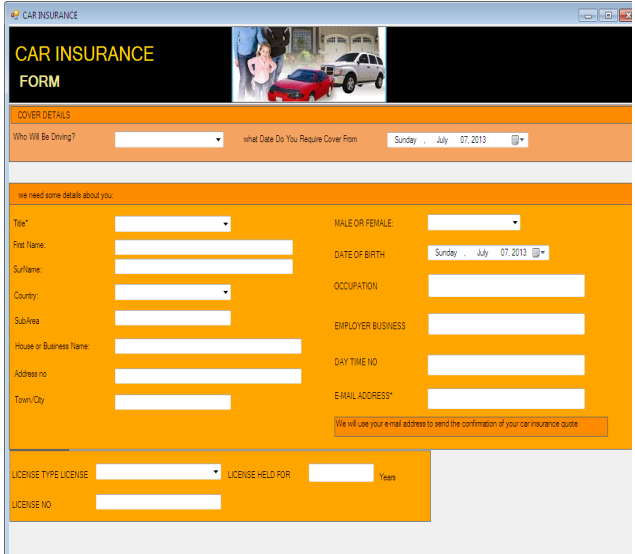 CAR INSURANCE
CAR INSURANCE
FORM
COVER DETAILS
Who Will Be Driving?
what Date Do You Require Cover From
Sunday , July 07, 2013
we need some details about you:
Title*
MALE OR FEMALE:
First Name:
DATE OF BIRTH
Sunday , July 07, 2013
SurName:
Country:
OCCUPATION
SubArea
EMPLOYER BUSINESS
House or Business Name:
DAY TIME NO
Address no
Town/City
E-MAIL ADDRESS*
We will use your e-mail address to send the confirmation of your car insurance quote
LICENSE TYPE LICENSE
LICENSE HELD FOR
Years
LICENSE NO